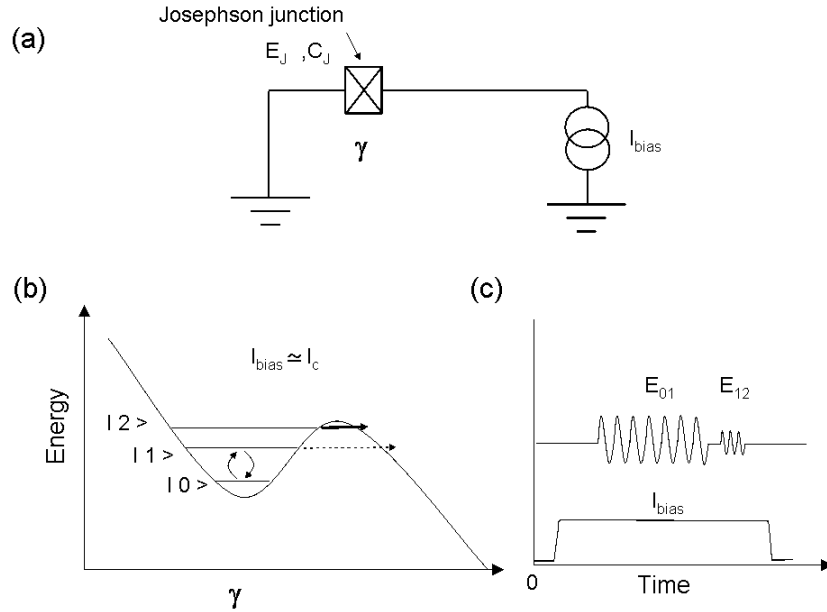 Josephson junction
(a)
E_J ,C_J
γ
I_bias
(b)
(c)
I_bias ≃ I_c
Energy
| 2 >
| 1 >
| 0 >
γ
E_01
E_12
I_bias
0
Time